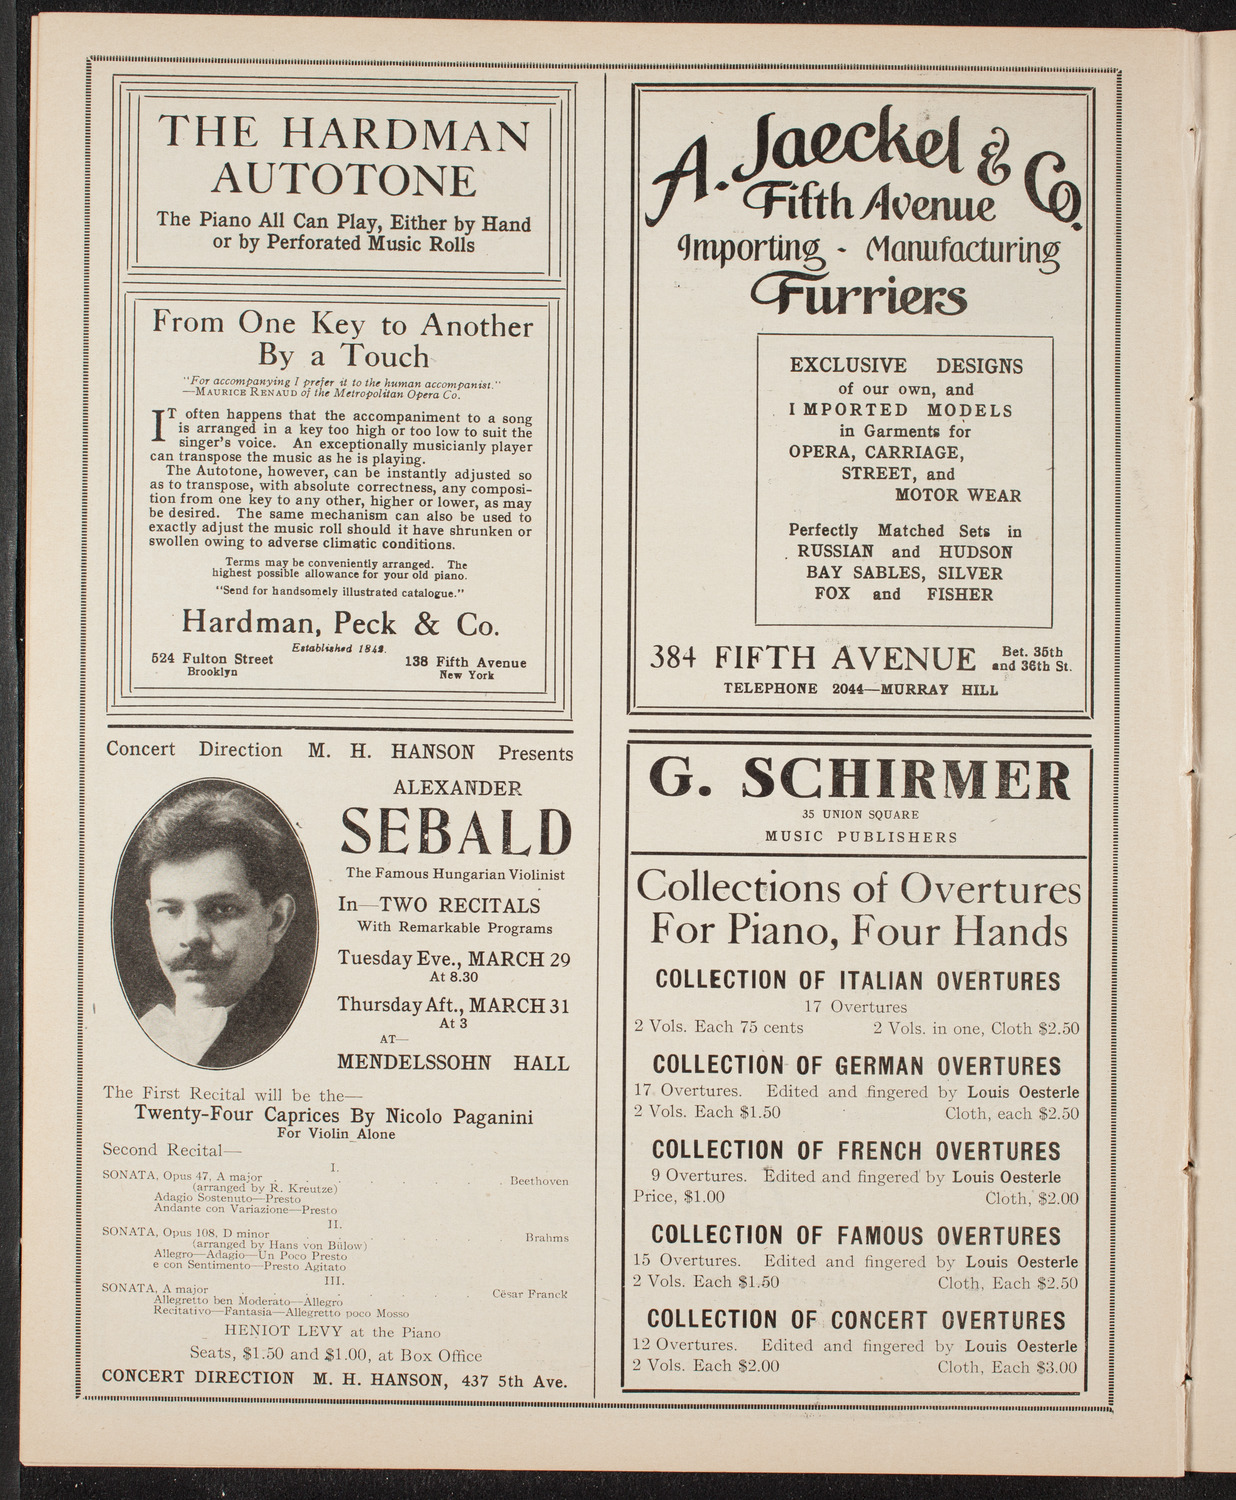 THE HARDMAN
AUTOTONE
The Piano All Can Play, Either by Hand
or by Perforated Music Rolls
From One Key to Another
By a Touch
"For accompanying I prefer it to the human accompanist."
—MAURICE RENAUD of the Metropolitan Opera Co.
IT often happens that the accompaniment to a song
is arranged in a key too high or too low to suit the
singer's voice. An exceptionally musicianly player
can transpose the music as he is playing.
The Autotone, however, can be instantly adjusted so
as to transpose, with absolute correctness, any composi-
tion from one key to any other, higher or lower, as may
be desired. The same mechanism can also be used to
exactly adjust the music roll should it have shrunken or
swollen owing to adverse climatic conditions.
Terms may be conveniently arranged. The
highest possible allowance for your old piano.
"Send for handsomely illustrated catalogue."
Hardman, Peck & Co.
Established 1842.
524 Fulton Street
Brooklyn
138 Fifth Avenue
New York
Concert Direction M. H. HANSON Presents
ALEXANDER
SEBALD
The Famous Hungarian Violinist
In—TWO RECITALS
With Remarkable Programs
Tuesday Eve., MARCH 29
At 8.30
Thursday Aft., MARCH 31
At 3
AT—
MENDELSSOHN HALL
The First Recital will be the—
Twenty-Four Caprices By Nicolo Paganini
For Violin Alone
Second Recital—
I.
SONATA, Opus 47, A major . . . . . . Beethoven
(arranged by R. Kreutze)
Adagio Sostenuto—Presto
Andante con Variazione—Presto
II.
SONATA, Opus 108, D minor . . . . . Brahms
(arranged by Hans von Bülow)
Allegro—Adagio—Un Poco Presto
e con Sentimento—Presto Agitato
III.
SONATA, A major . . . . . . César Franck
Allegretto ben Moderato—Allegro
Recitativo—Fantasia—Allegretto poco Mosso
HENIOT LEVY at the Piano
Seats, $1.50 and $1.00, at Box Office
CONCERT DIRECTION M. H. HANSON, 437 5th Ave.
A. Jaeckel & Co.
Fifth Avenue
Importing - Manufacturing
Furriers
EXCLUSIVE DESIGNS
of our own, and
IMPORTED MODELS
in Garments for
OPERA, CARRIAGE,
STREET, and
MOTOR WEAR
Perfectly Matched Sets in
RUSSIAN and HUDSON
BAY SABLES, SILVER
FOX and FISHER
384 FIFTH AVENUE Bet. 35th
and 36th St.
TELEPHONE 2044—MURRAY HILL
G. SCHIRMER
35 UNION SQUARE
MUSIC PUBLISHERS
Collections of Overtures
For Piano, Four Hands
COLLECTION OF ITALIAN OVERTURES
17 Overtures
2 Vols. Each 75 cents 2 Vols. in one, Cloth $2.50
COLLECTION OF GERMAN OVERTURES
17 Overtures. Edited and fingered by Louis Oesterle
2 Vols. Each $1.50 Cloth, each $2.50
COLLECTION OF FRENCH OVERTURES
9 Overtures. Edited and fingered by Louis Oesterle
Price, $1.00 Cloth, $2.00
COLLECTION OF FAMOUS OVERTURES
15 Overtures. Edited and fingered by Louis Oesterle
2 Vols. Each $1.50 Cloth, Each $2.50
COLLECTION OF CONCERT OVERTURES
12 Overtures. Edited and fingered by Louis Oesterle
2 Vols. Each $2.00 Cloth, Each $3.00